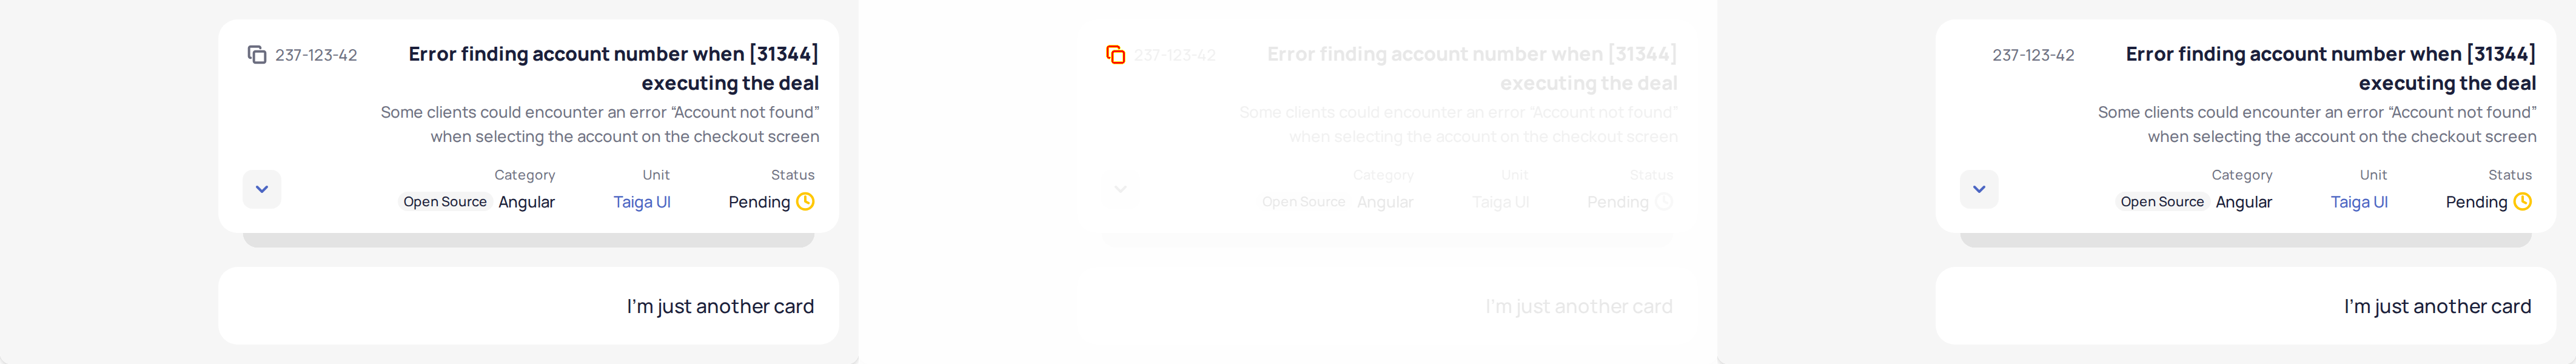 237-123-42 Error finding account number when [31344]
executing the deal
Some clients could encounter an error “Account not found”
when selecting the account on the checkout screen
Category Unit Status
Open Source Angular Taiga UI Pending
I’m just another card
237-123-42 Error finding account number when [31344]
executing the deal
Some clients could encounter an error “Account not found”
when selecting the account on the checkout screen
Category Unit Status
Open Source Angular Taiga UI Pending
I’m just another card
237-123-42 Error finding account number when [31344]
executing the deal
Some clients could encounter an error “Account not found”
when selecting the account on the checkout screen
Category Unit Status
Open Source Angular Taiga UI Pending
I’m just another card